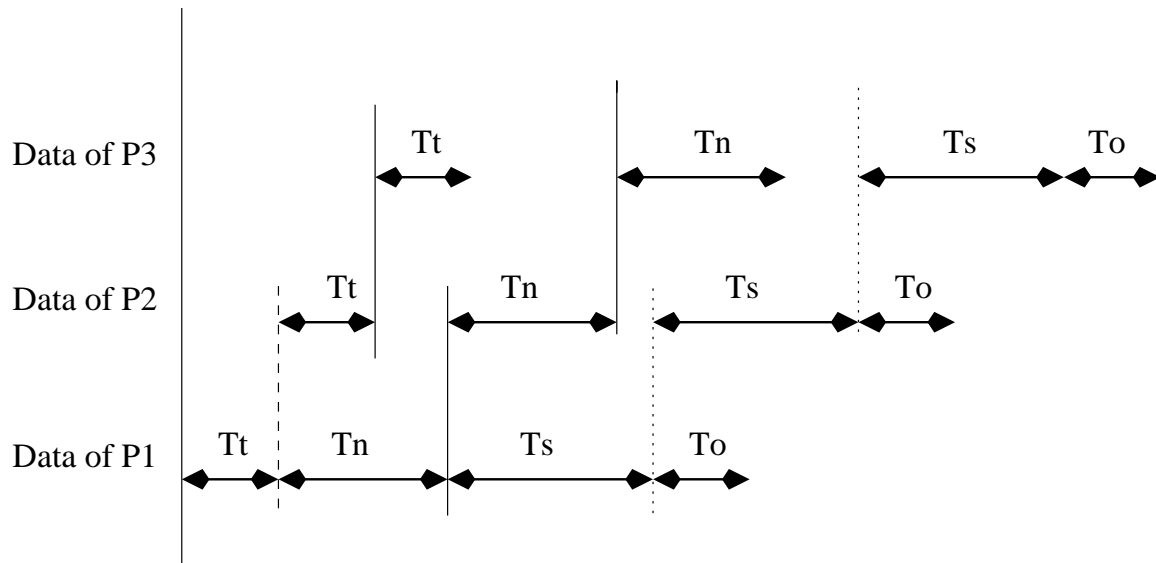 Tt Tn Ts To
Data of P3
Tt Tn Ts To
Data of P2
Tt Tn Ts To
Data of P1